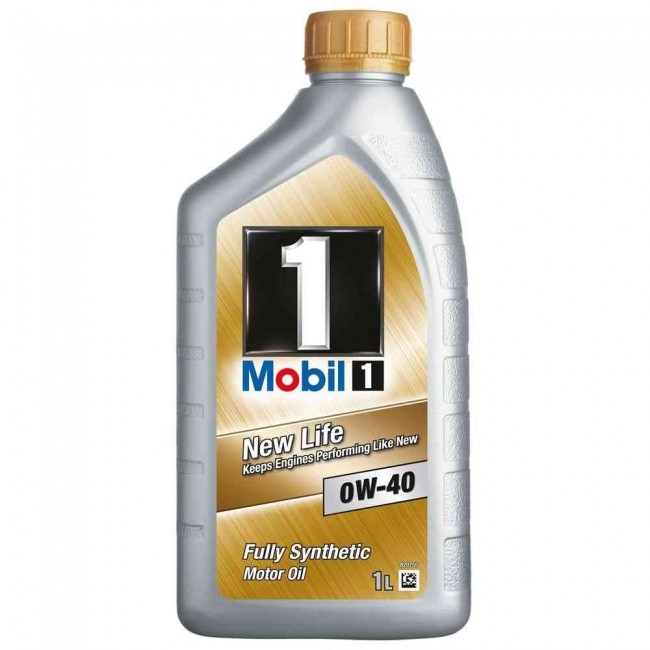 1
Mobil 1
New Life
Keeps Engines Performing Like New
0W-40
Fully Synthetic
Motor Oil
1L